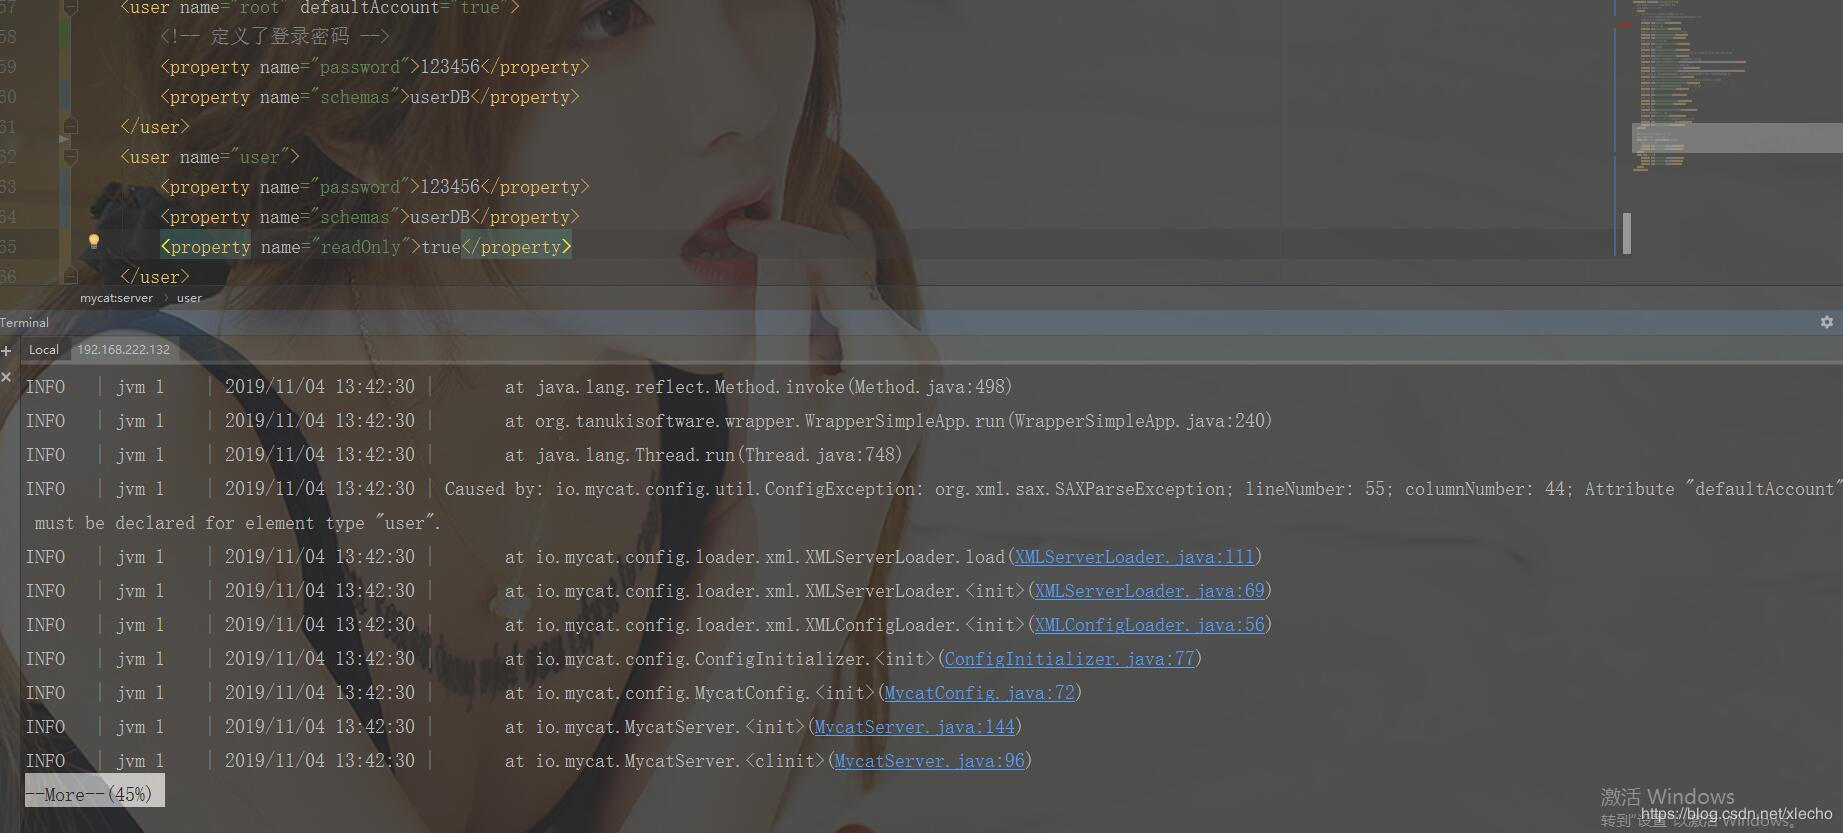 57 <user name="root" defaultAccount="true">
58 <!-- 定义了登录密码 -->
59 <property name="password">123456</property>
60 <property name="schemas">userDB</property>
61 </user>
62 <user name="user">
63 <property name="password">123456</property>
64 <property name="schemas">userDB</property>
65 <property name="readOnly">true</property>
66 </user>
mycat:server › user
Terminal
+ Local 192.168.222.132
×
INFO | jvm 1 | 2019/11/04 13:42:30 | at java.lang.reflect.Method.invoke(Method.java:498)
INFO | jvm 1 | 2019/11/04 13:42:30 | at org.tanukisoftware.wrapper.WrapperSimpleApp.run(WrapperSimpleApp.java:240)
INFO | jvm 1 | 2019/11/04 13:42:30 | at java.lang.Thread.run(Thread.java:748)
INFO | jvm 1 | 2019/11/04 13:42:30 | Caused by: io.mycat.config.util.ConfigException: org.xml.sax.SAXParseException; lineNumber: 55; columnNumber: 44; Attribute "defaultAccount"
must be declared for element type "user".
INFO | jvm 1 | 2019/11/04 13:42:30 | at io.mycat.config.loader.xml.XMLServerLoader.load(XMLServerLoader.java:111)
INFO | jvm 1 | 2019/11/04 13:42:30 | at io.mycat.config.loader.xml.XMLServerLoader.<init>(XMLServerLoader.java:69)
INFO | jvm 1 | 2019/11/04 13:42:30 | at io.mycat.config.loader.xml.XMLConfigLoader.<init>(XMLConfigLoader.java:56)
INFO | jvm 1 | 2019/11/04 13:42:30 | at io.mycat.config.ConfigInitializer.<init>(ConfigInitializer.java:77)
INFO | jvm 1 | 2019/11/04 13:42:30 | at io.mycat.config.MycatConfig.<init>(MycatConfig.java:72)
INFO | jvm 1 | 2019/11/04 13:42:30 | at io.mycat.MycatServer.<init>(MycatServer.java:144)
INFO | jvm 1 | 2019/11/04 13:42:30 | at io.mycat.MycatServer.<clinit>(MycatServer.java:96)
--More--(45%)
激活 Windows
转到"设置"以激活 Windows。
https://blog.csdn.net/xlecho